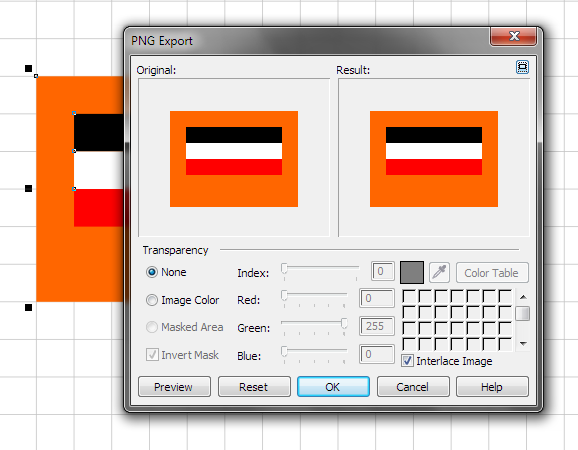 PNG Export
Original:
Result:
Transparency
None
Index:
0
Color Table
Image Color
Red:
0
Masked Area
Green:
255
Invert Mask
Blue:
0
Interlace Image
Preview
Reset
OK
Cancel
Help